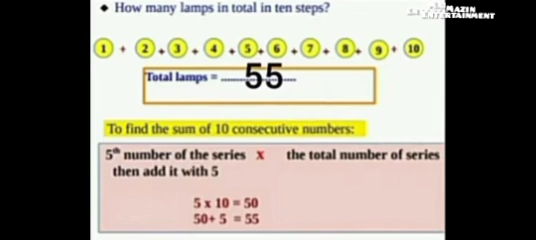 ◆ How many lamps in total in ten steps?
AMAZIN
ENTERTAINMENT
1 + 2 + 3 + 4 + 5 + 6 + 7 + 8 + 9 + 10
Total lamps = ........55........
To find the sum of 10 consecutive numbers:
5th number of the series x the total number of series
then add it with 5
5 x 10 = 50
50+ 5 = 55